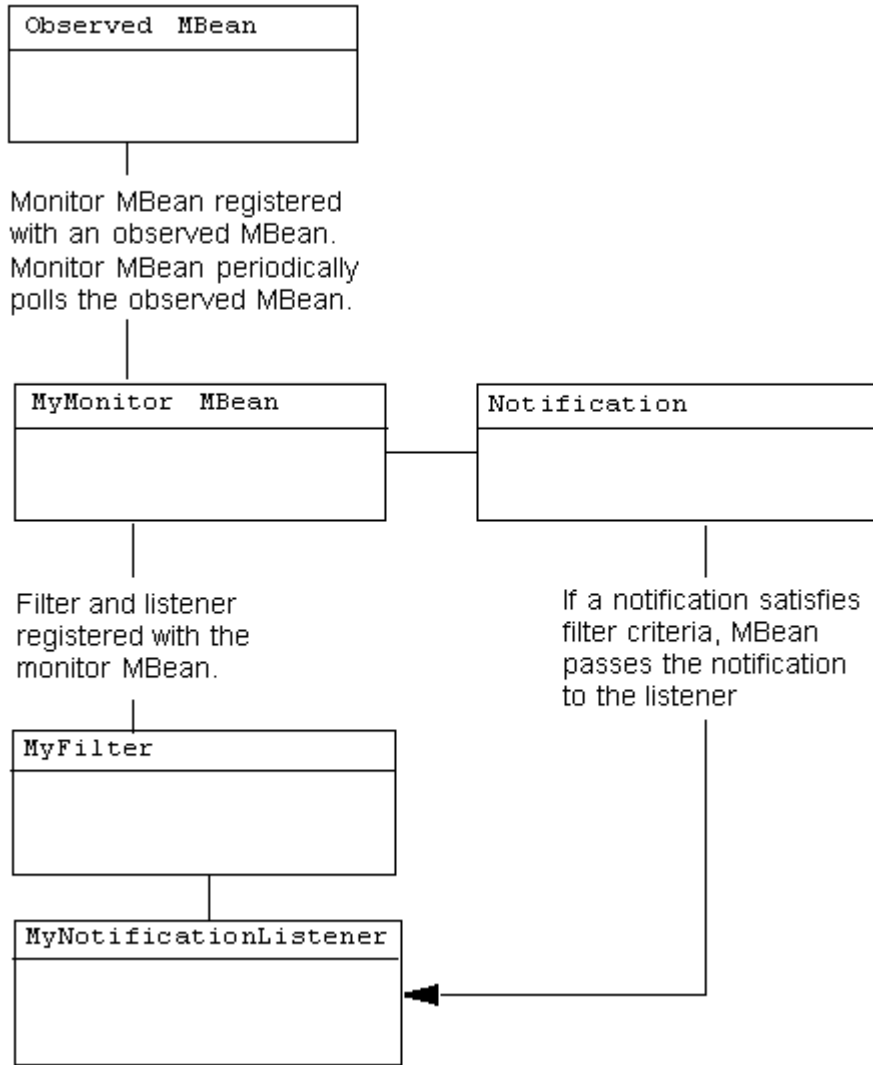 Observed MBean
Monitor MBean registered
with an observed MBean.
Monitor MBean periodically
polls the observed MBean.
MyMonitor MBean
Notification
Filter and listener
registered with the
monitor MBean.
If a notification satisfies
filter criteria, MBean
passes the notification
to the listener
MyFilter
MyNotificationListener